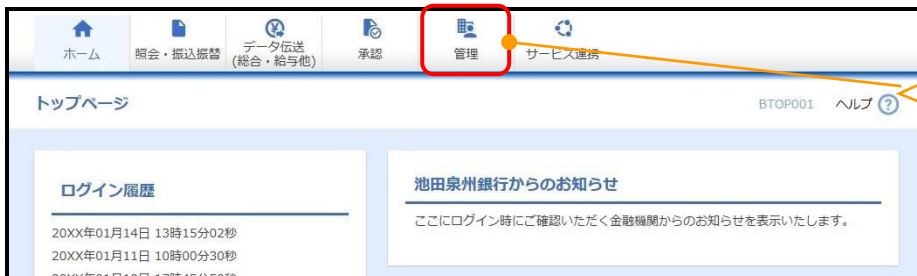 ホーム
照会・振込振替
データ伝送
(総合・給与他)
承認
管理
サービス連携
トップページ
BTOP001 ヘルプ ?
ログイン履歴
20XX年01月14日 13時15分02秒
20XX年01月11日 10時00分30秒
池田泉州銀行からのお知らせ
ここにログイン時にご確認いただく金融機関からのお知らせを表示いたします。